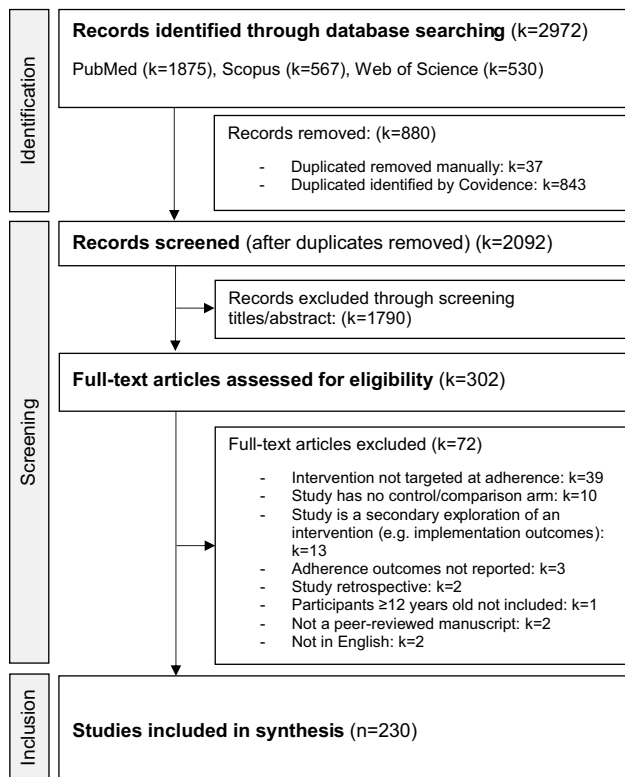 Identification
Records identified through database searching (k=2972)
PubMed (k=1875), Scopus (k=567), Web of Science (k=530)
Records removed: (k=880)
- Duplicated removed manually: k=37
- Duplicated identified by Covidence: k=843
Screening
Records screened (after duplicates removed) (k=2092)
Records excluded through screening
titles/abstract: (k=1790)
Full-text articles assessed for eligibility (k=302)
Full-text articles excluded (k=72)
- Intervention not targeted at adherence: k=39
- Study has no control/comparison arm: k=10
- Study is a secondary exploration of an
intervention (e.g. implementation outcomes):
k=13
- Adherence outcomes not reported: k=3
- Study retrospective: k=2
- Participants ≥12 years old not included: k=1
- Not a peer-reviewed manuscript: k=2
- Not in English: k=2
Inclusion
Studies included in synthesis (n=230)